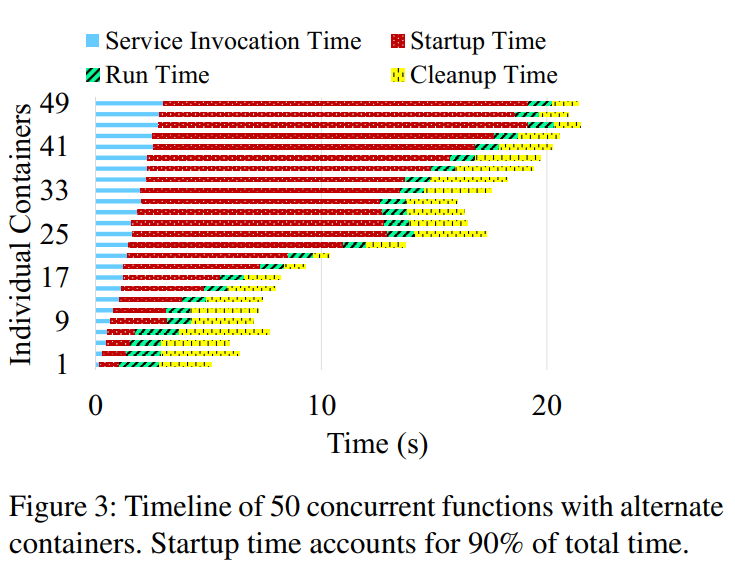 Service Invocation Time Startup Time
Run Time Cleanup Time
Individual Containers
49
41
33
25
17
9
1
0 10 20
Time (s)
Figure 3: Timeline of 50 concurrent functions with alternate
containers. Startup time accounts for 90% of total time.